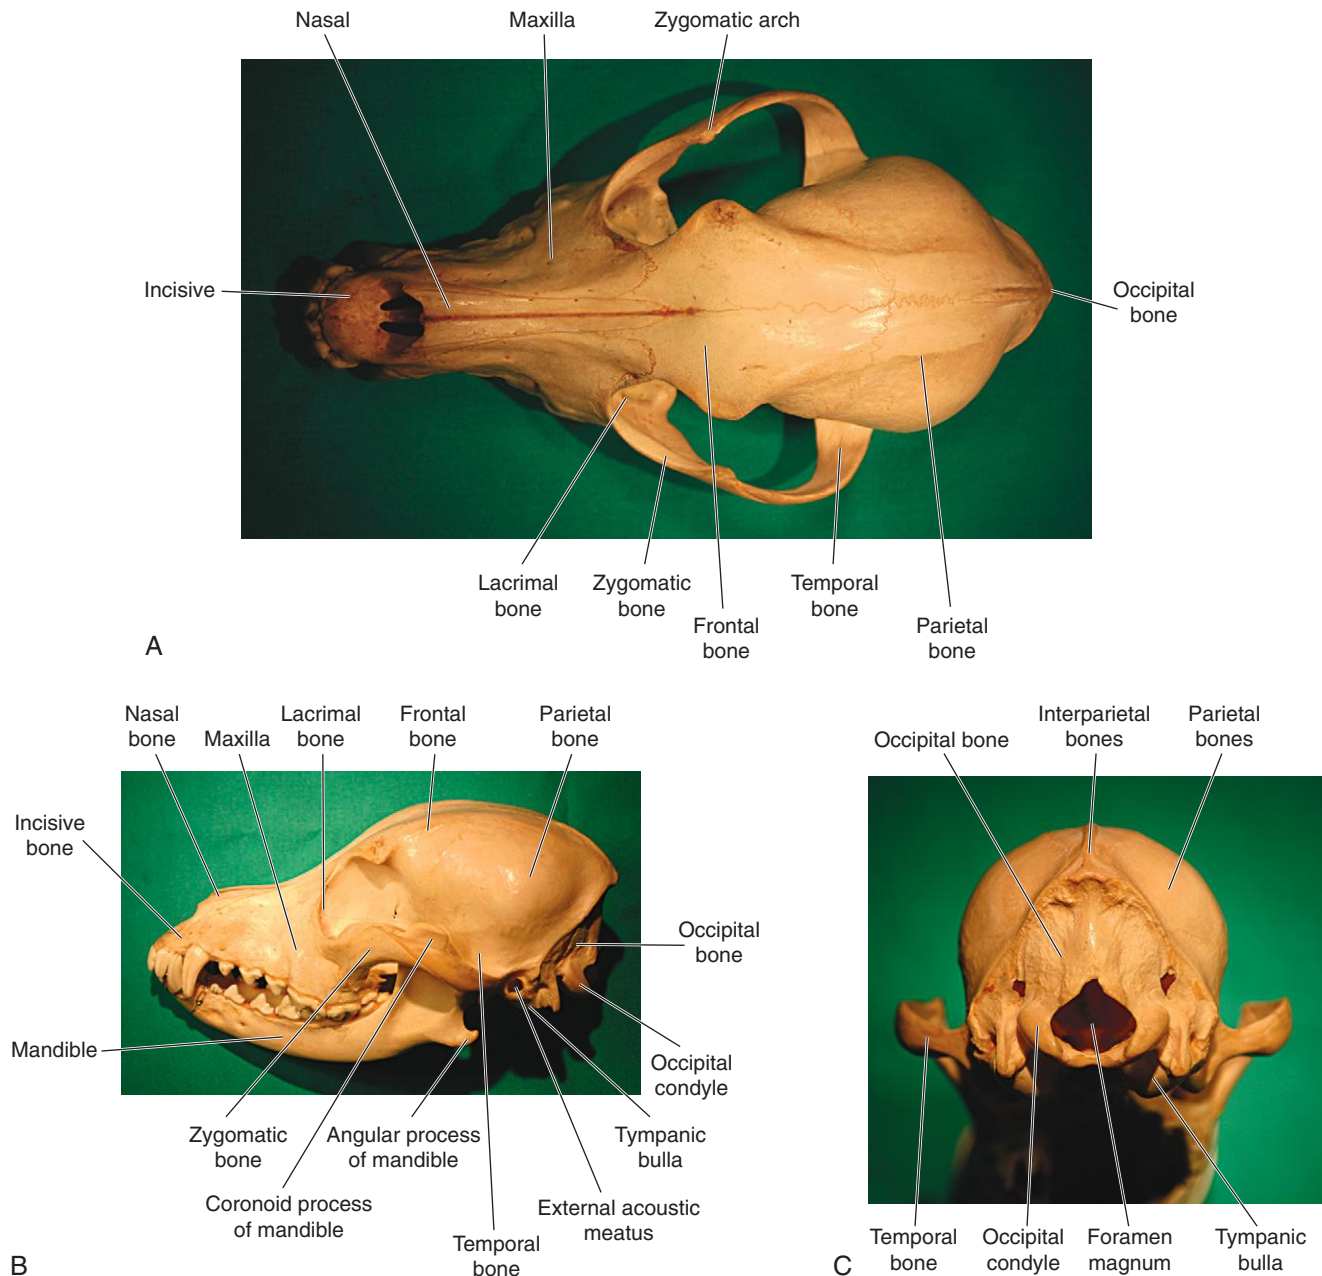 Nasal
Maxilla
Zygomatic arch
Incisive
Occipital
bone
Lacrimal
bone
Zygomatic
bone
Frontal
bone
Temporal
bone
Parietal
bone
A
Nasal
bone
Maxilla
Lacrimal
bone
Frontal
bone
Parietal
bone
Incisive
bone
Occipital
bone
Mandible
Occipital
condyle
Zygomatic
bone
Angular process
of mandible
Tympanic
bulla
Coronoid process
of mandible
External acoustic
meatus
Temporal
bone
B
Occipital bone
Interparietal
bones
Parietal
bones
Temporal
bone
Occipital
condyle
Foramen
magnum
Tympanic
bulla
C